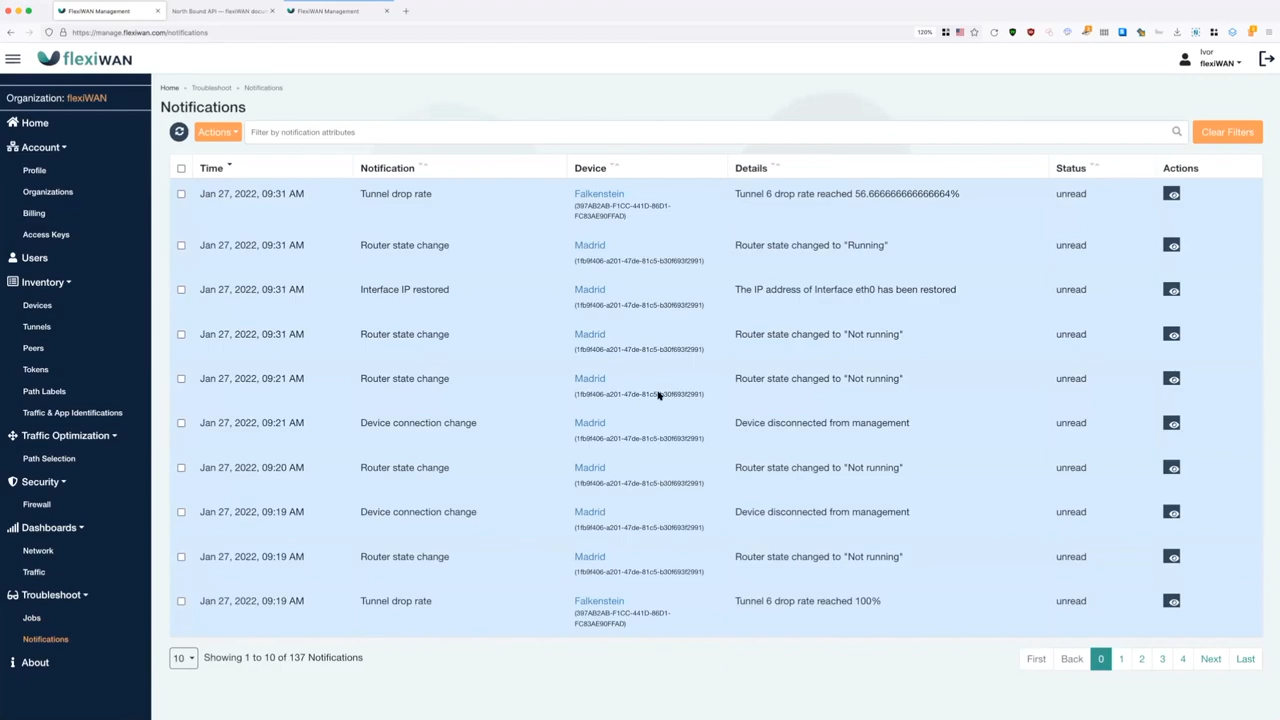 FlexiWAN Management
North Bound API — flexiWAN docu
FlexiWAN Management
https://manage.flexiwan.com/notifications
120%
flexiWAN
Ivor
flexiWAN
Organization: flexiWAN
Home
Account
Profile
Organizations
Billing
Access Keys
Users
Inventory
Devices
Tunnels
Peers
Tokens
Path Labels
Traffic & App Identifications
Traffic Optimization
Path Selection
Security
Firewall
Dashboards
Network
Traffic
Troubleshoot
Jobs
Notifications
About
Home Troubleshoot Notifications
Notifications
Actions Filter by notification attributes Clear Filters
Time Notification Device Details Status Actions
Jan 27, 2022, 09:31 AM Tunnel drop rate Falkenstein Tunnel 6 drop rate reached 56.666666666666664% unread
(397AB2AB-F1CC-441D-86D1-
FC83AE90FFAD)
Jan 27, 2022, 09:31 AM Router state change Madrid Router state changed to "Running" unread
(1fb9f406-a201-47de-81c5-b30f693f2991)
Jan 27, 2022, 09:31 AM Interface IP restored Madrid The IP address of Interface eth0 has been restored unread
(1fb9f406-a201-47de-81c5-b30f693f2991)
Jan 27, 2022, 09:31 AM Router state change Madrid Router state changed to "Not running" unread
(1fb9f406-a201-47de-81c5-b30f693f2991)
Jan 27, 2022, 09:21 AM Router state change Madrid Router state changed to "Not running" unread
(1fb9f406-a201-47de-81c5-b30f693f2991)
Jan 27, 2022, 09:21 AM Device connection change Madrid Device disconnected from management unread
(1fb9f406-a201-47de-81c5-b30f693f2991)
Jan 27, 2022, 09:20 AM Router state change Madrid Router state changed to "Not running" unread
(1fb9f406-a201-47de-81c5-b30f693f2991)
Jan 27, 2022, 09:19 AM Device connection change Madrid Device disconnected from management unread
(1fb9f406-a201-47de-81c5-b30f693f2991)
Jan 27, 2022, 09:19 AM Router state change Madrid Router state changed to "Not running" unread
(1fb9f406-a201-47de-81c5-b30f693f2991)
Jan 27, 2022, 09:19 AM Tunnel drop rate Falkenstein Tunnel 6 drop rate reached 100% unread
(397AB2AB-F1CC-441D-86D1-
FC83AE90FFAD)
10 Showing 1 to 10 of 137 Notifications First Back 0 1 2 3 4 Next Last